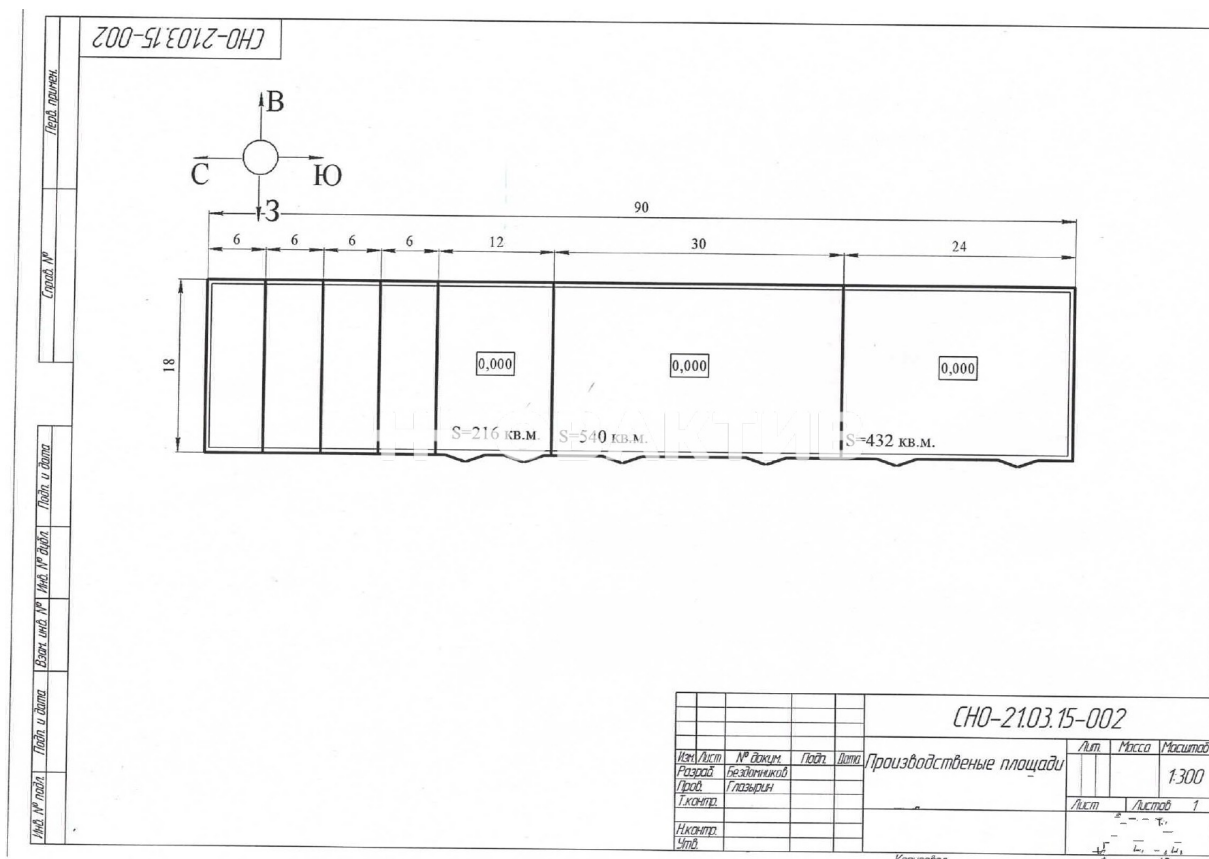 СНО-21.03.15-002
Перв. примен.
Справ. №
Подп. и дата
Инв. № дубл.
Взам. инв. №
Подп. и дата
Инв. № подл.
В
С
Ю
З
90
6
6
6
6
12
30
24
18
0,000
0,000
0,000
S=216 кв.м.
S=540 кв.м.
S=432 кв.м.
СНО-21.03.15-002
Изм. Лист № докум. Подп. Дата
Разраб. Бездомников
Пров. Глазырин
Т.контр.
Н.контр.
Утв.
Производственые площади
Лит. Масса Масштаб
1:300
Лист Листов 1
Копировал